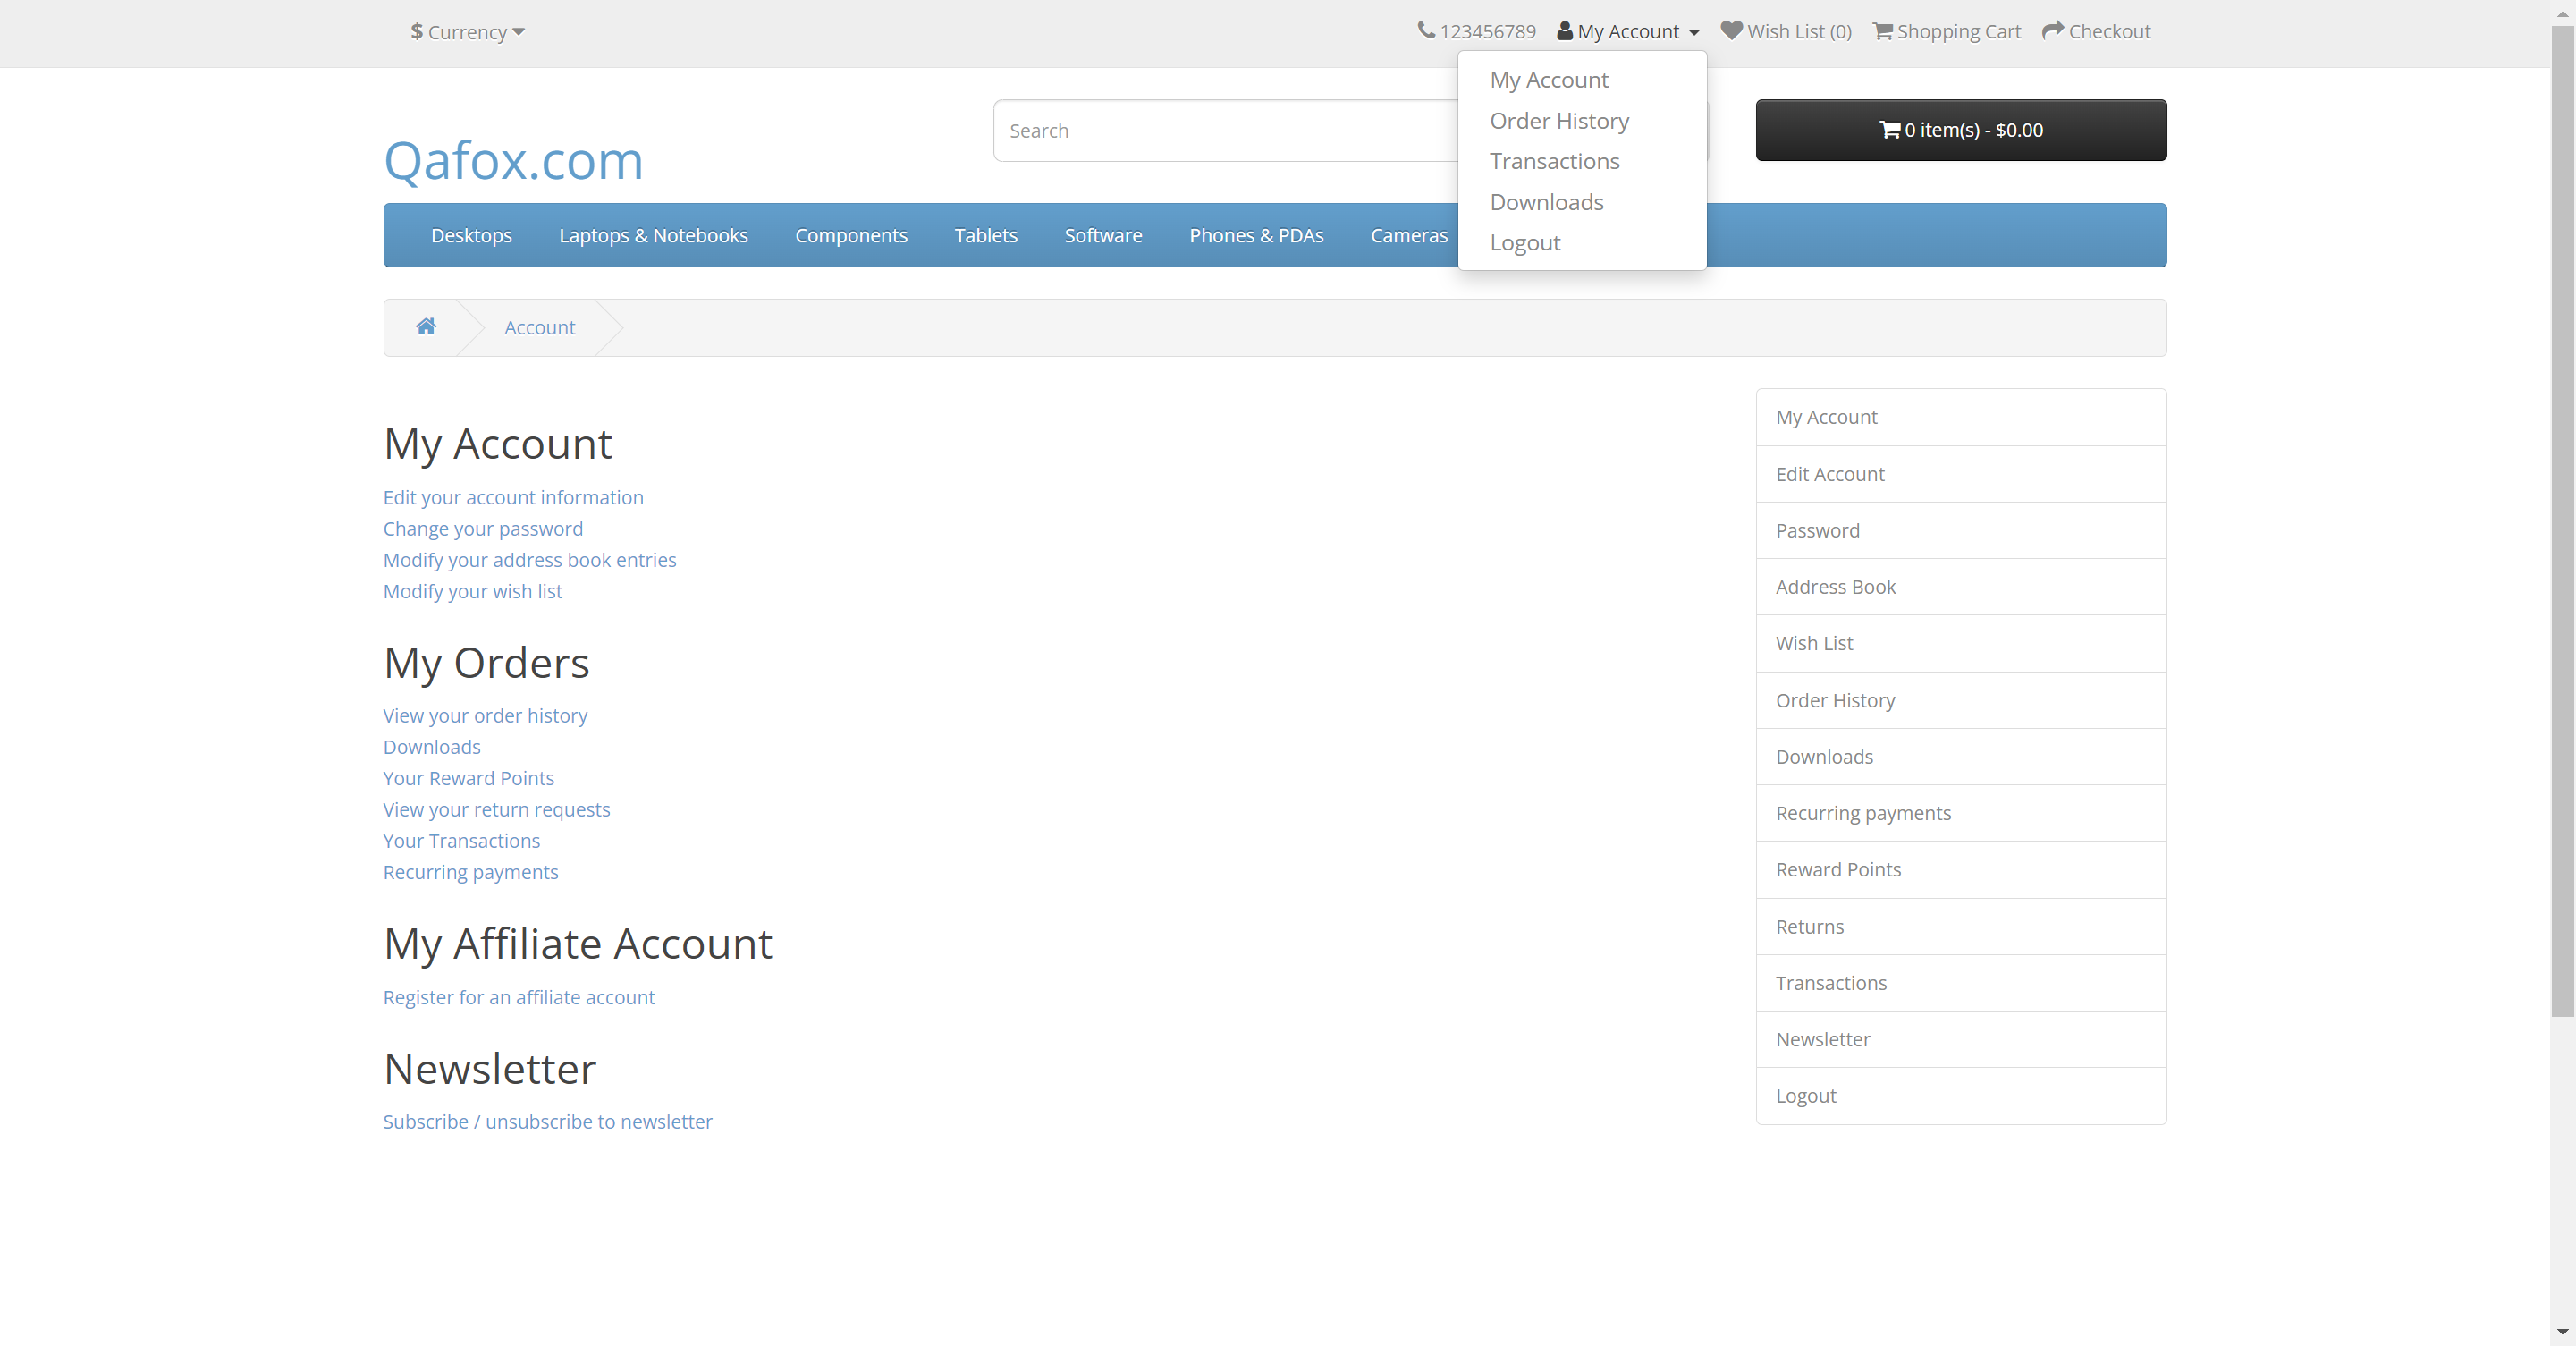 $ Currency
123456789 My Account Wish List (0) Shopping Cart Checkout
My Account
Order History
Transactions
Downloads
Logout
Qafox.com
Search
0 item(s) - $0.00
Desktops Laptops & Notebooks Components Tablets Software Phones & PDAs Cameras
Account
My Account
Edit your account information
Change your password
Modify your address book entries
Modify your wish list
My Orders
View your order history
Downloads
Your Reward Points
View your return requests
Your Transactions
Recurring payments
My Affiliate Account
Register for an affiliate account
Newsletter
Subscribe / unsubscribe to newsletter
My Account
Edit Account
Password
Address Book
Wish List
Order History
Downloads
Recurring payments
Reward Points
Returns
Transactions
Newsletter
Logout